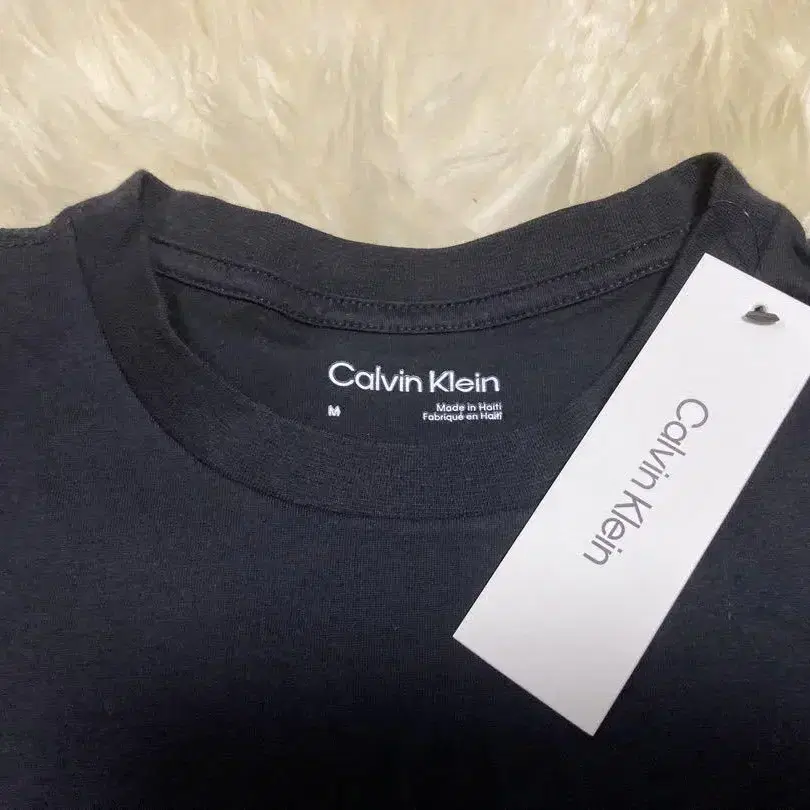 Calvin Klein
M
Made in Haiti
Fabriqué en Haïti
Calvin Klein